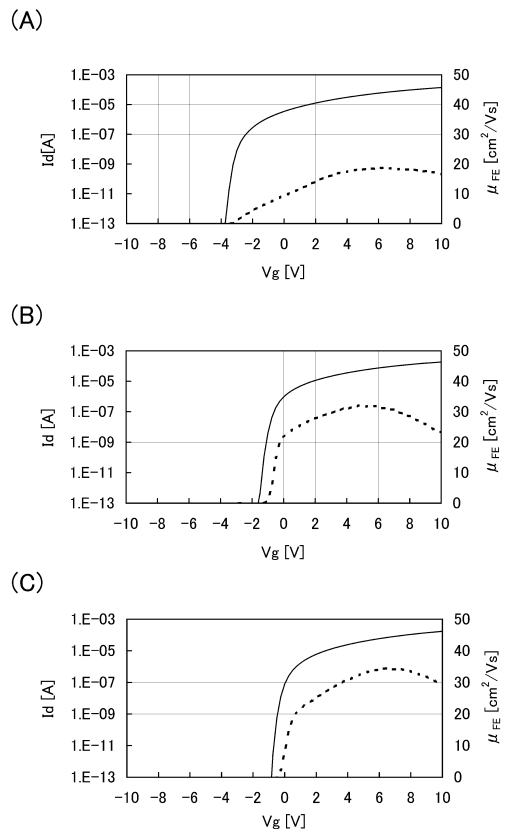 (A)
1.E-03 50
1.E-05 40
1.E-07 30
1.E-09 20
1.E-11 10
1.E-13 0
Id[A]
μFE [cm²/Vs]
-10 -8 -6 -4 -2 0 2 4 6 8 10
Vg [V]
(B)
1.E-03 50
1.E-05 40
1.E-07 30
1.E-09 20
1.E-11 10
1.E-13 0
Id [A]
μFE [cm²/Vs]
-10 -8 -6 -4 -2 0 2 4 6 8 10
Vg [V]
(C)
1.E-03 50
1.E-05 40
1.E-07 30
1.E-09 20
1.E-11 10
1.E-13 0
Id [A]
μFE [cm²/Vs]
-10 -8 -6 -4 -2 0 2 4 6 8 10
Vg [V]